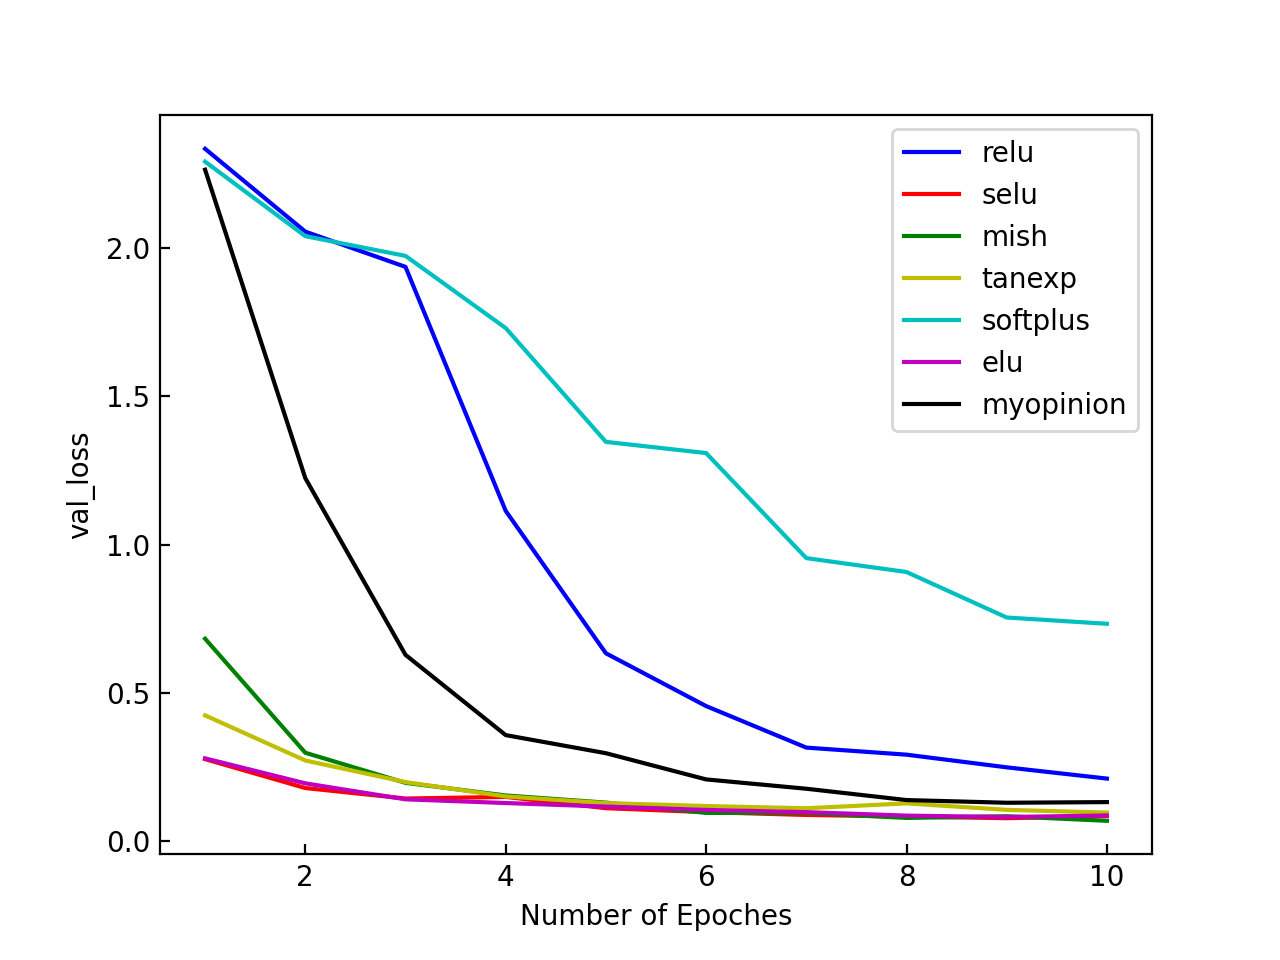 relu
selu
mish
tanexp
softplus
elu
myopinion
2.0
1.5
1.0
0.5
0.0
val_loss
2 4 6 8 10
Number of Epoches